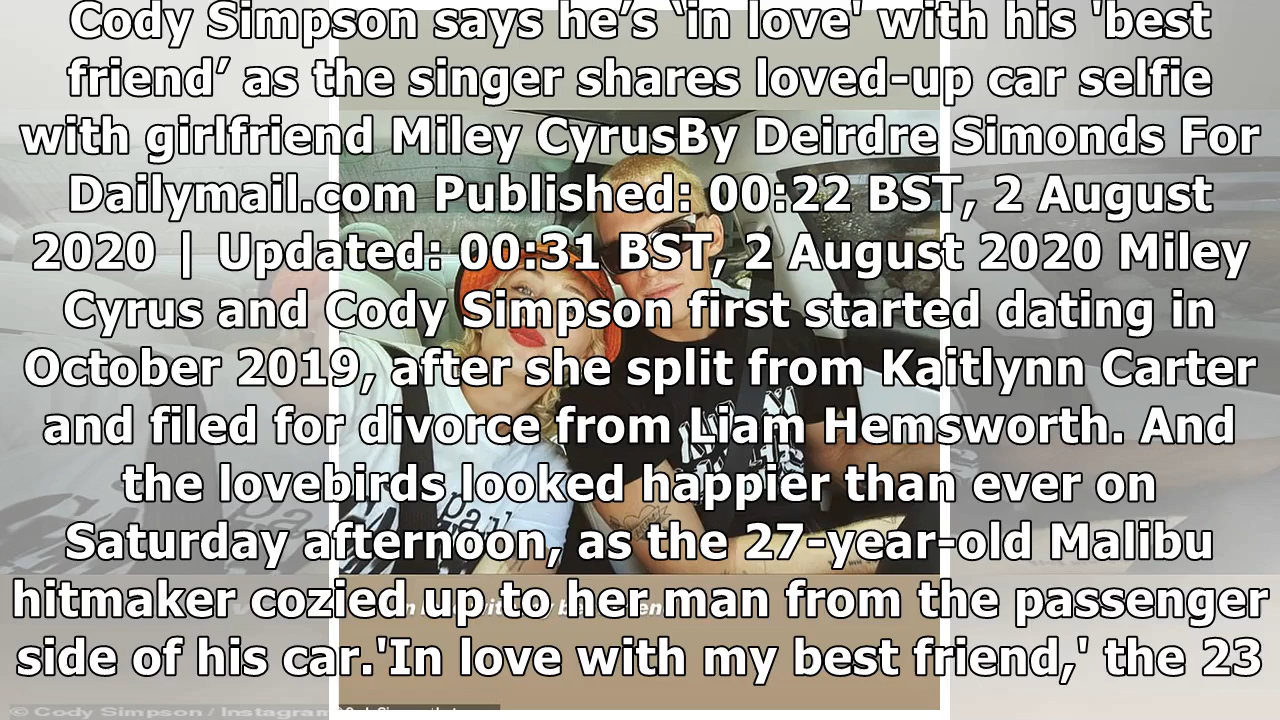 Cody Simpson says he’s ‘in love' with his 'best
friend’ as the singer shares loved-up car selfie
with girlfriend Miley CyrusBy Deirdre Simonds For
Dailymail.com Published: 00:22 BST, 2 August
2020 | Updated: 00:31 BST, 2 August 2020 Miley
Cyrus and Cody Simpson first started dating in
October 2019, after she split from Kaitlynn Carter
and filed for divorce from Liam Hemsworth. And
the lovebirds looked happier than ever on
Saturday afternoon, as the 27-year-old Malibu
hitmaker cozied up to her man from the passenger
side of his car.'In love with my best friend,' the 23
© Cody Simpson / Instagram